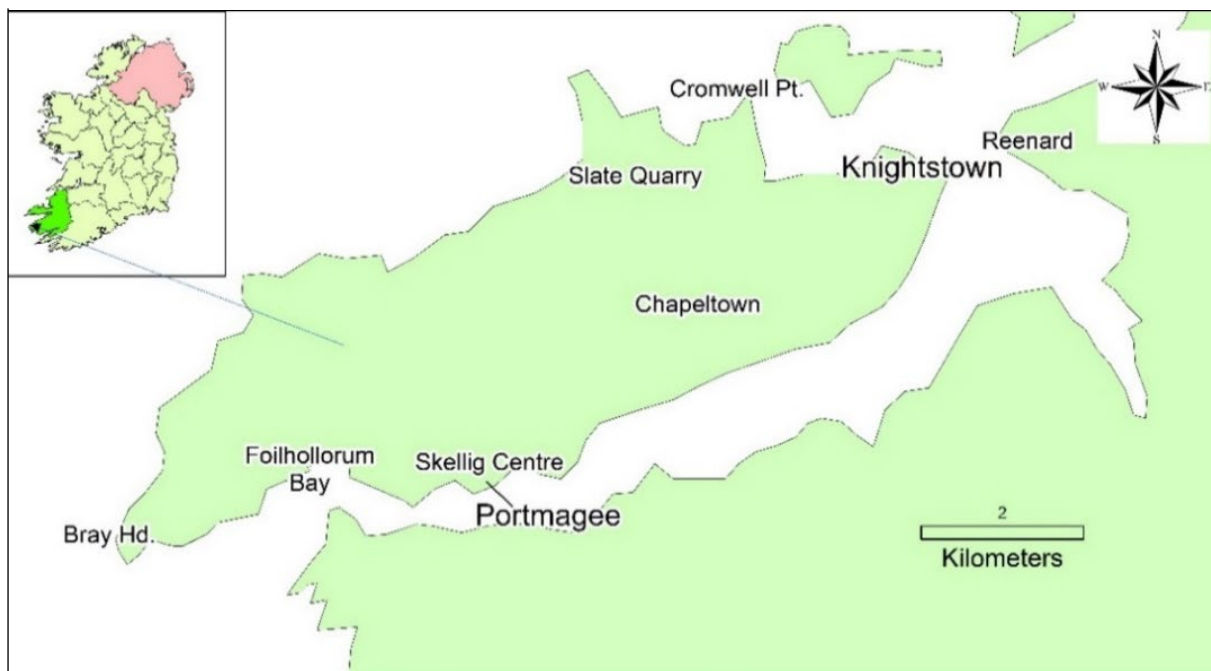 N
W
E
S
Cromwell Pt.
Reenard
Knightstown
Slate Quarry
Chapeltown
Foilhollorum
Bay
Skellig Centre
Portmagee
Bray Hd.
2
Kilometers